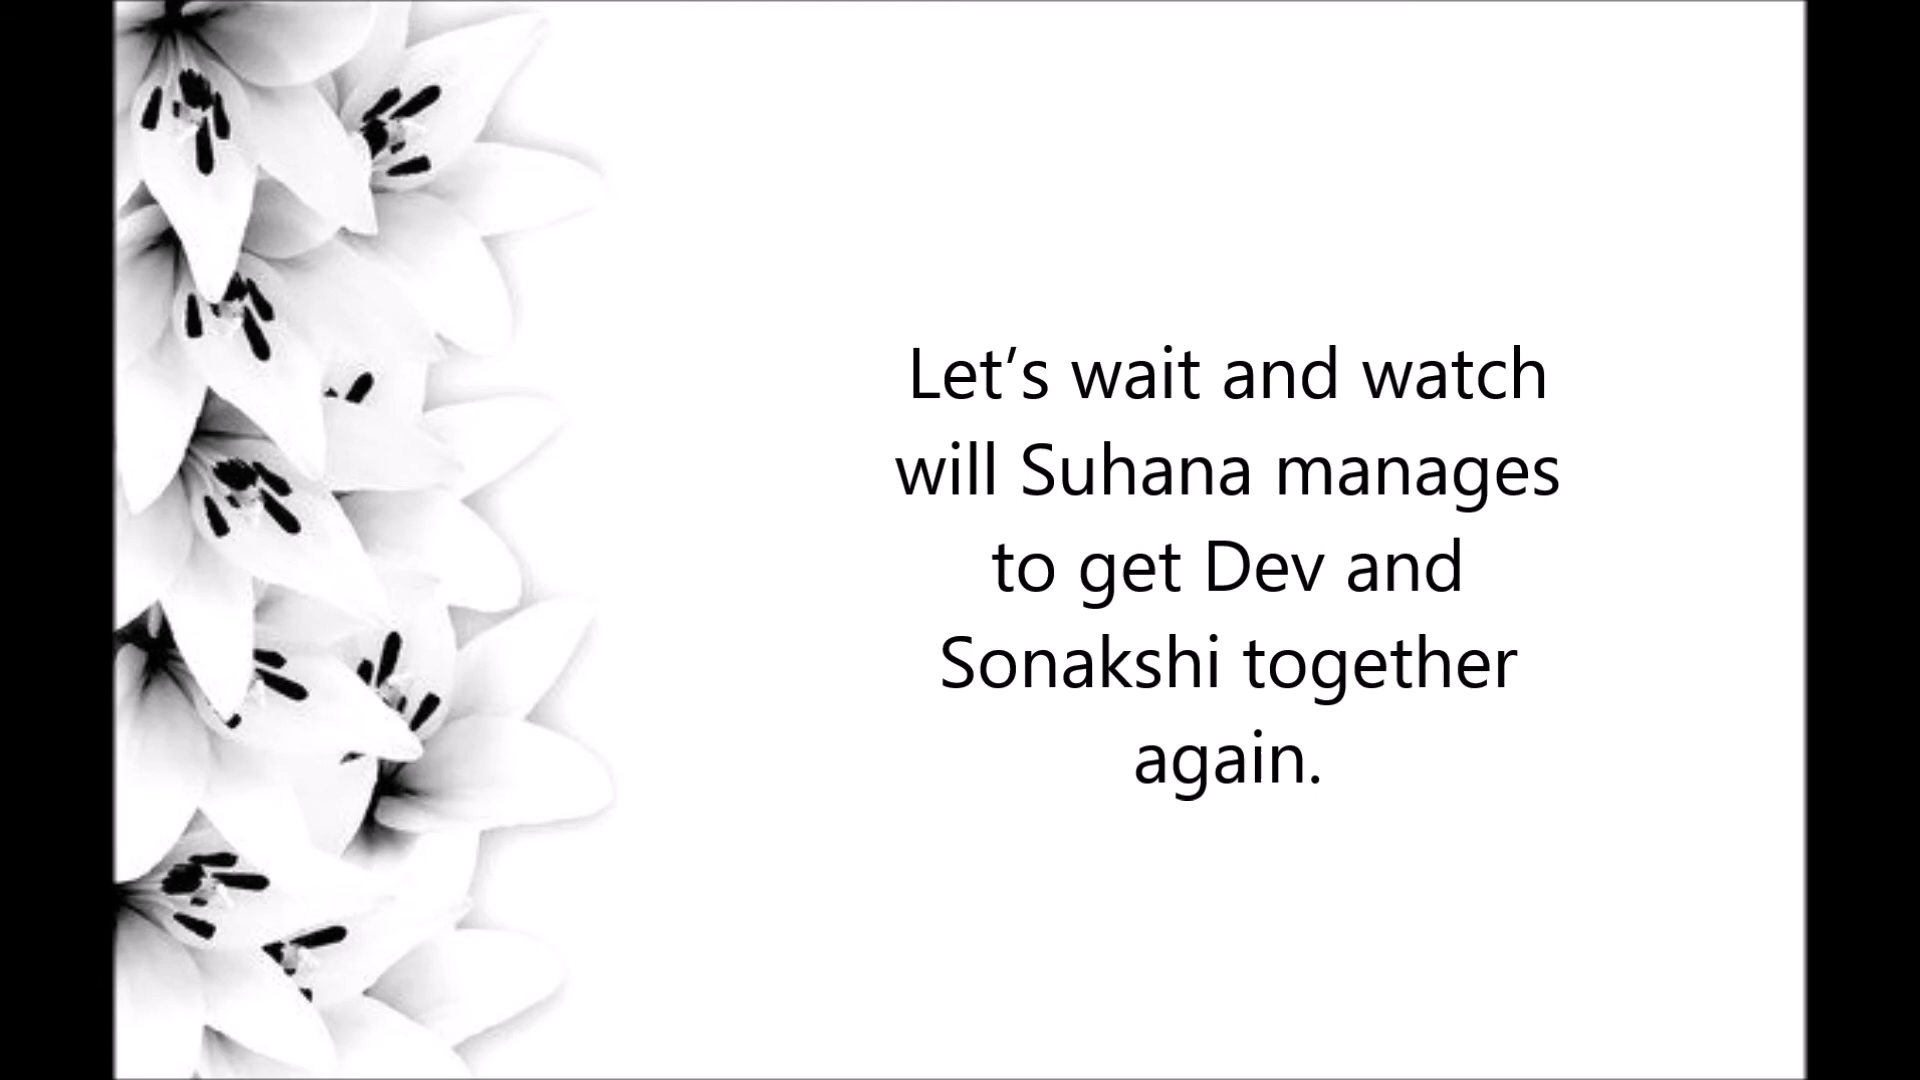 Let’s wait and watch
will Suhana manages
to get Dev and
Sonakshi together
again.